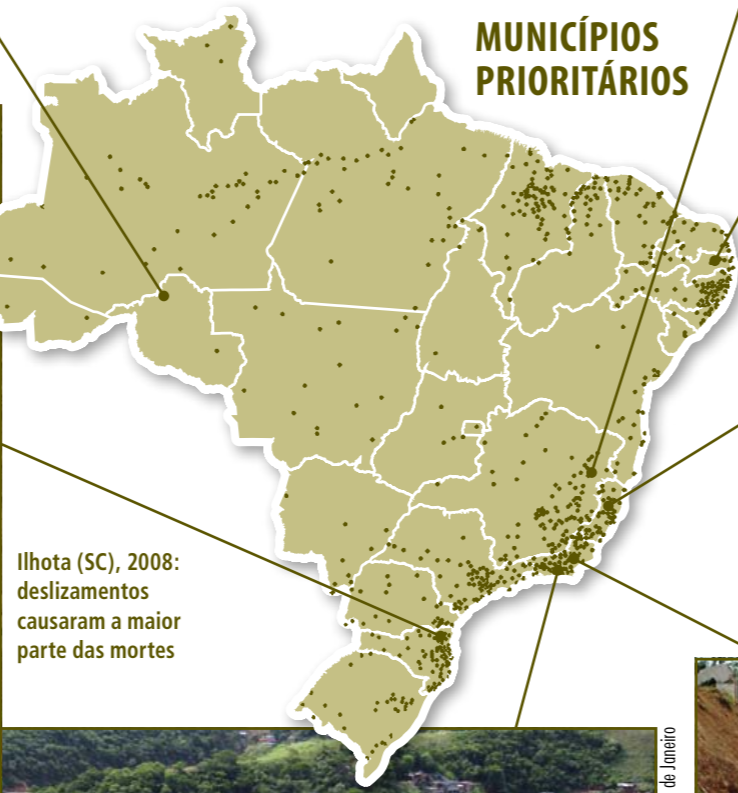 MUNICÍPIOS
PRIORITÁRIOS
Ilhota (SC), 2008:
deslizamentos
causaram a maior
parte das mortes
de Janeiro